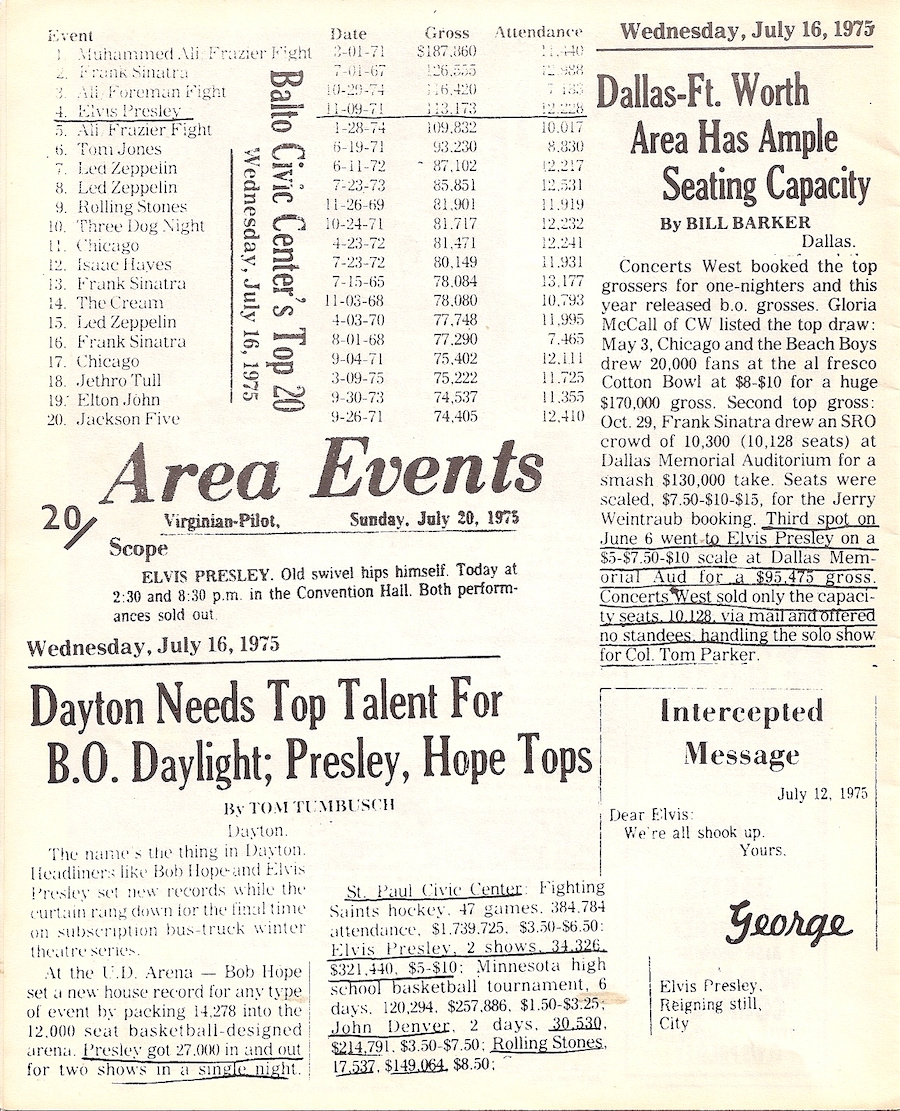 Event Date Gross Attendance
1. Muhammed Ali Frazier Fight 3-01-71 $187,860 11,440
2. Frank Sinatra 7-01-67 126,555 12,988
3. Ali, Foreman Fight 10-29-74 116,420
4. Elvis Presley 11-09-71 113,173 12,228
5. Ali, Frazier Fight 1-28-74 109,832 10,017
6. Tom Jones 6-19-71 93,230 8,830
7. Led Zeppelin 6-11-72 87,102 12,217
8. Led Zeppelin 7-23-73 85,851 12,531
9. Rolling Stones 11-26-69 81,901 11,919
10. Three Dog Night 10-24-71 81,717 12,232
11. Chicago 4-23-72 81,471 12,241
12. Isaac Hayes 7-23-72 80,149 11,931
13. Frank Sinatra 7-15-65 78,084 13,177
14. The Cream 11-03-68 78,080 10,793
15. Led Zeppelin 4-03-70 77,748 11,995
16. Frank Sinatra 8-01-68 77,290 7,465
17. Chicago 9-04-71 75,402 12,111
18. Jethro Tull 3-09-75 75,222 11,725
19. Elton John 9-30-73 74,537 11,355
20. Jackson Five 9-26-71 74,405 12,410
Balto Civic Center's Top 20
Wednesday, July 16, 1975
Area Events
20/
Virginian-Pilot, Sunday, July 20, 1975
Scope
ELVIS PRESLEY. Old swivel hips himself. Today at
2:30 and 8:30 p.m. in the Convention Hall. Both perform-
ances sold out.
Wednesday, July 16, 1975
Dayton Needs Top Talent For
B.O. Daylight; Presley, Hope Tops
By TOM TUMBUSCH
Dayton.
The name's the thing in Dayton.
Headliners like Bob Hope and Elvis
Presley set new records while the
curtain rang down for the final time
on subscription bus-truck winter
theatre series.
At the U.D. Arena — Bob Hope
set a new house record for any type
of event by packing 14,278 into the
12,000 seat basketball-designed
arena. Presley got 27,000 in and out
for two shows in a single night.
St. Paul Civic Center: Fighting
Saints hockey, 47 games, 384,784
attendance, $1,739,725, $3.50-$6.50;
Elvis Presley, 2 shows, 34,326,
$321,440, $5-$10; Minnesota high
school basketball tournament, 6
days, 120,294, $257,886, $1.50-$3.25;
John Denver, 2 days, 30,530,
$214,791, $3.50-$7.50; Rolling Stones,
17,537, $149,064, $8.50;
Wednesday, July 16, 1975
Dallas-Ft. Worth
Area Has Ample
Seating Capacity
By BILL BARKER
Dallas.
Concerts West booked the top
grossers for one-nighters and this
year released b.o. grosses. Gloria
McCall of CW listed the top draw:
May 3, Chicago and the Beach Boys
drew 20,000 fans at the al fresco
Cotton Bowl at $8-$10 for a huge
$170,000 gross. Second top gross:
Oct. 29, Frank Sinatra drew an SRO
crowd of 10,300 (10,128 seats) at
Dallas Memorial Auditorium for a
smash $130,000 take. Seats were
scaled, $7.50-$10-$15, for the Jerry
Weintraub booking. Third spot on
June 6 went to Elvis Presley on a
$5-$7.50-$10 scale at Dallas Mem-
orial Aud for a $95,475 gross.
Concerts West sold only the capaci-
ty seats, 10,128, via mail and offered
no standees, handling the solo show
for Col. Tom Parker.
Intercepted
Message
July 12, 1975
Dear Elvis:
We're all shook up.
Yours,
George
Elvis Presley,
Reigning still,
City